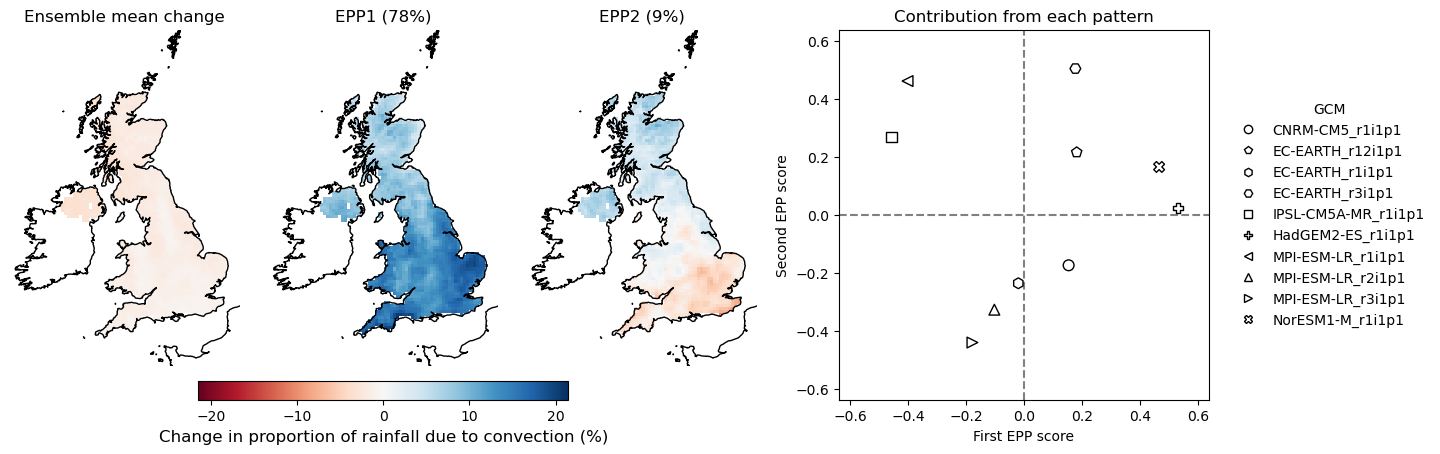 Ensemble mean change
EPP1 (78%)
EPP2 (9%)
−20
−10
0
10
20
Change in proportion of rainfall due to convection (%)
Contribution from each pattern
Second EPP score
0.6
0.4
0.2
0.0
−0.2
−0.4
−0.6
−0.6
−0.4
−0.2
0.0
0.2
0.4
0.6
First EPP score
GCM
CNRM-CM5_r1i1p1
EC-EARTH_r12i1p1
EC-EARTH_r1i1p1
EC-EARTH_r3i1p1
IPSL-CM5A-MR_r1i1p1
HadGEM2-ES_r1i1p1
MPI-ESM-LR_r1i1p1
MPI-ESM-LR_r2i1p1
MPI-ESM-LR_r3i1p1
NorESM1-M_r1i1p1